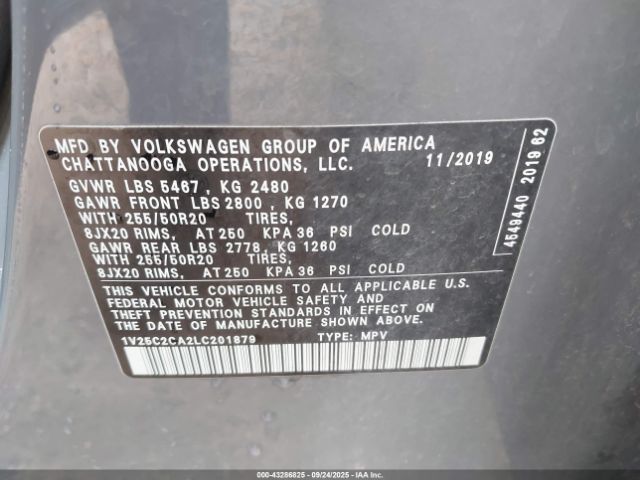 MFD BY VOLKSWAGEN GROUP OF AMERICA
CHATTANOOGA OPERATIONS, LLC. 11/2019
GVWR LBS 5467 , KG 2480
GAWR FRONT LBS 2800 , KG 1270
WITH 255/50R20 TIRES,
8JX20 RIMS, AT 250 KPA 36 PSI COLD
GAWR REAR LBS 2778 , KG 1260
WITH 255/50R20 TIRES,
8JX20 RIMS, AT 250 KPA 36 PSI COLD
THIS VEHICLE CONFORMS TO ALL APPLICABLE U.S.
FEDERAL MOTOR VEHICLE SAFETY AND
THEFT PREVENTION STANDARDS IN EFFECT ON THE
DATE OF MANUFACTURE SHOWN ABOVE.
1V25C2CA2LC201879 TYPE: MPV
4549440 2019 62
000-43286825 - 09/24/2025 - Copyright © IAA, LLC.